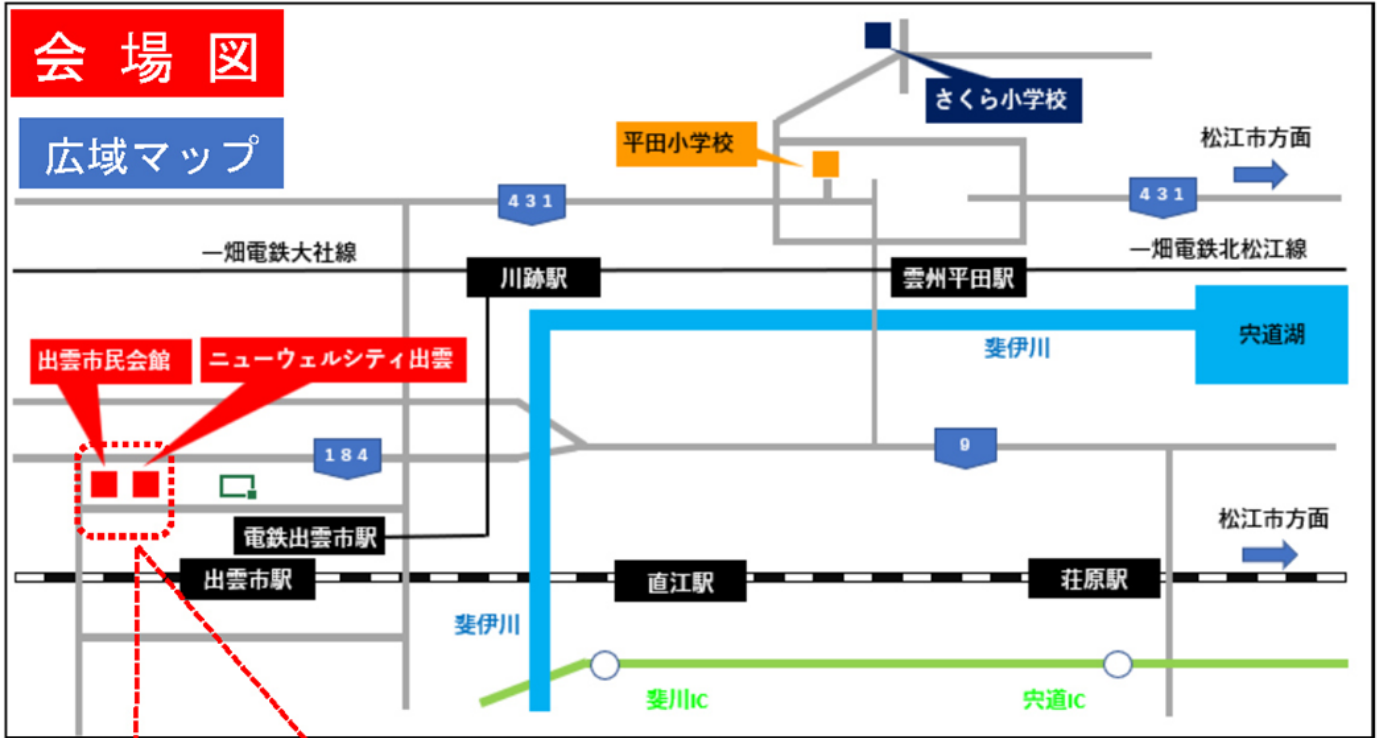 会場図
広域マップ
さくら小学校
平田小学校
松江市方面
431
431
一畑電鉄大社線
一畑電鉄北松江線
川跡駅
雲州平田駅
宍道湖
斐伊川
出雲市民会館
ニューウェルシティ出雲
184
9
松江市方面
電鉄出雲市駅
出雲市駅
直江駅
荘原駅
斐伊川
斐川IC
宍道IC